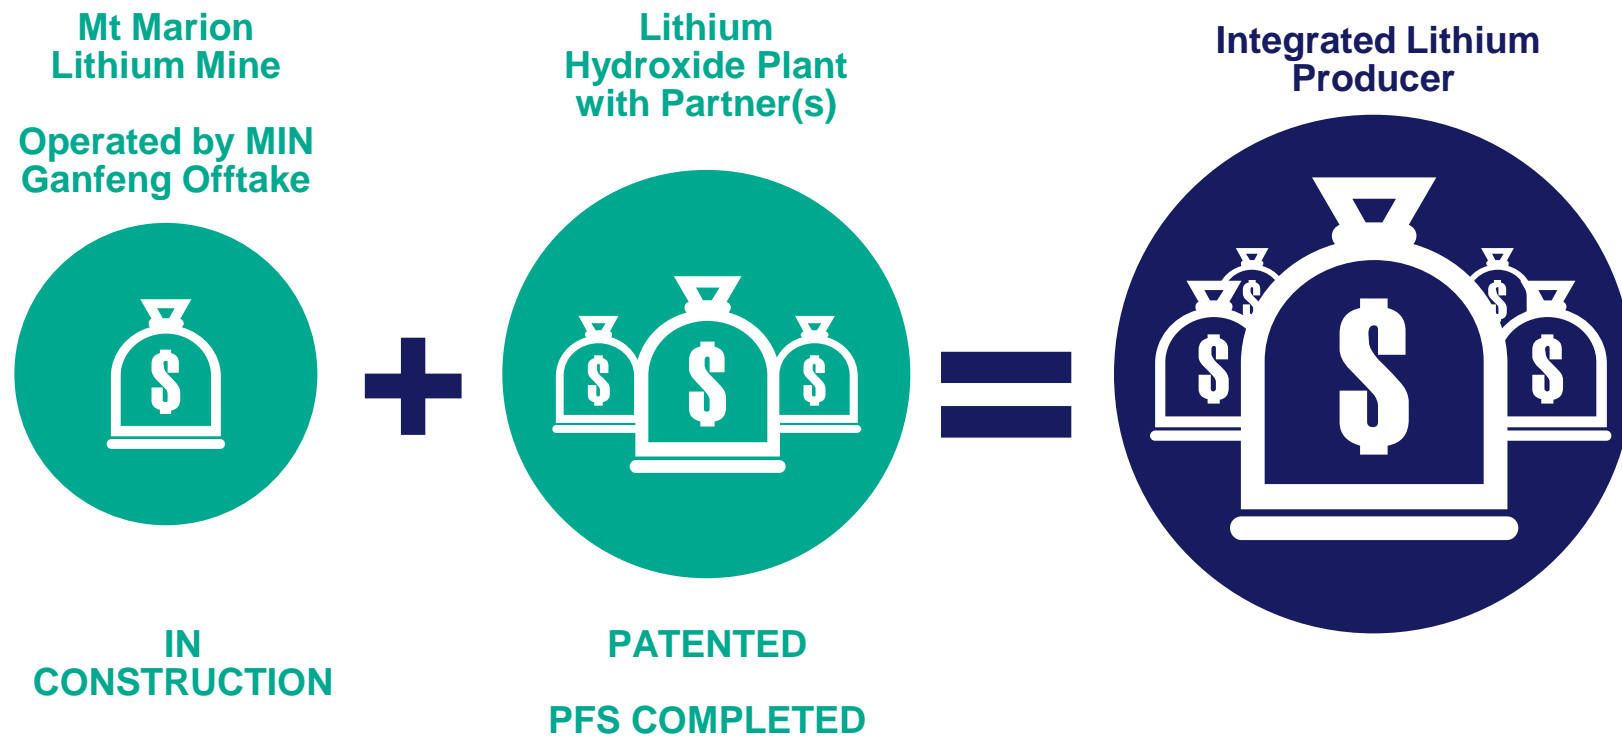 Mt Marion
Lithium Mine
Operated by MIN
Ganfeng Offtake
$
IN
CONSTRUCTION
Lithium
Hydroxide Plant
with Partner(s)
$ $ $
PATENTED
PFS COMPLETED
Integrated Lithium
Producer
$ $ $ $ $